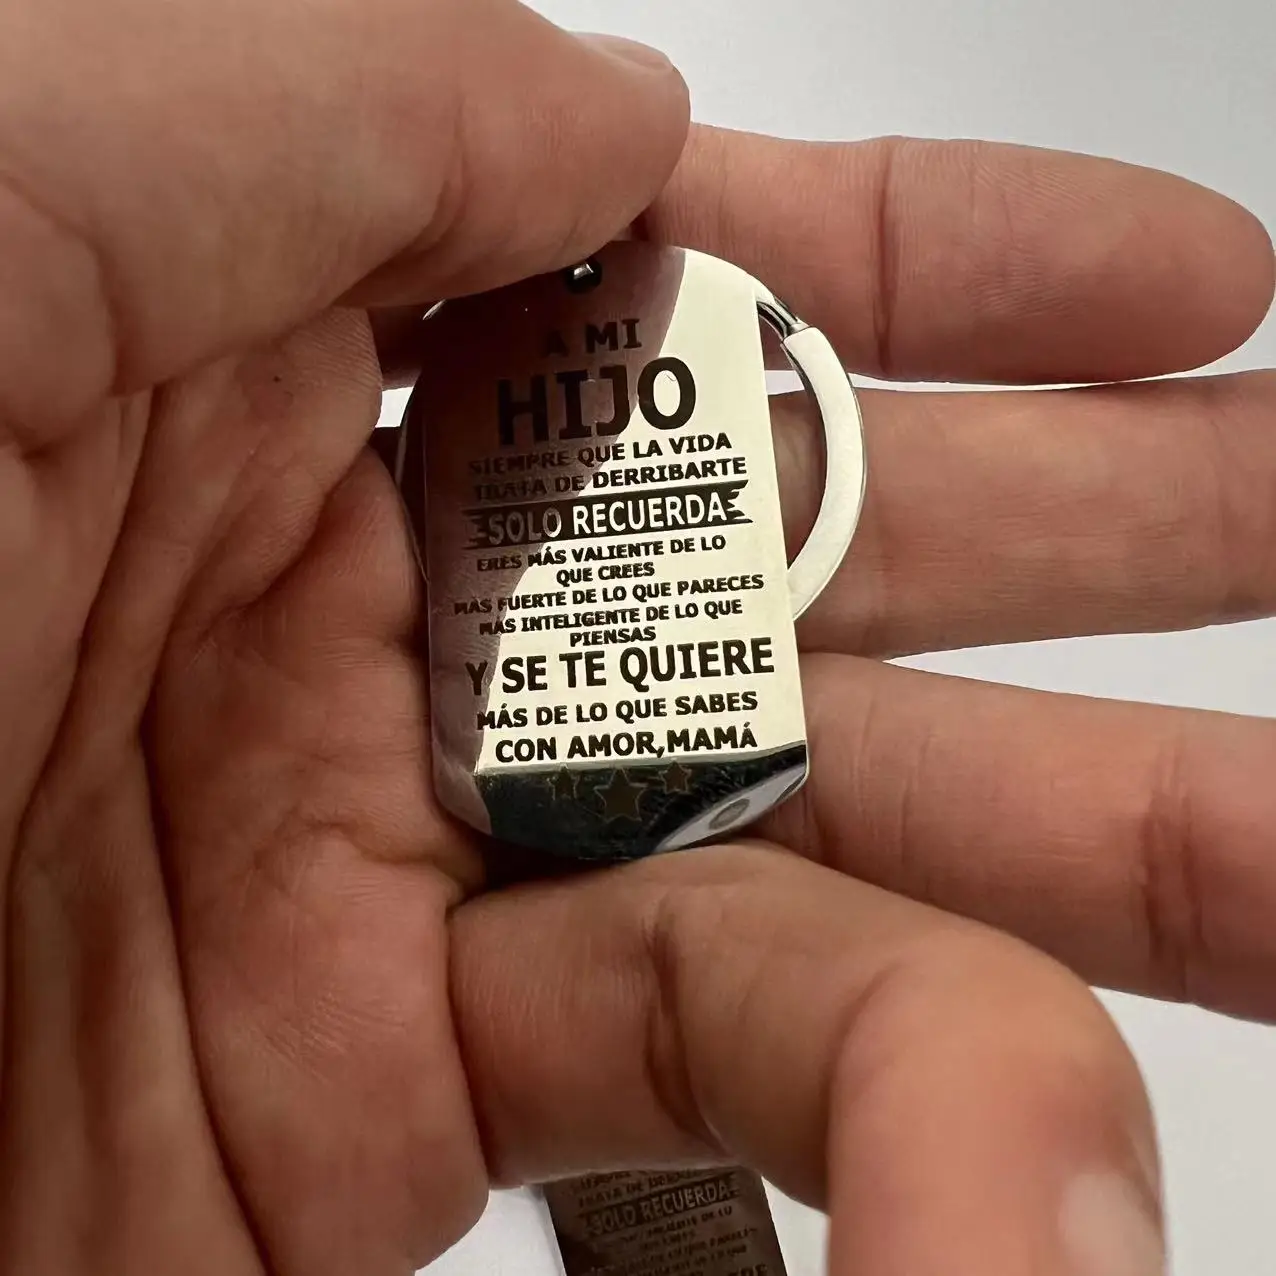 A MI
HIJO
SIEMPRE QUE LA VIDA
TRATA DE DERRIBARTE
SOLO RECUERDA
ERES MÁS VALIENTE DE LO
QUE CREES
MÁS FUERTE DE LO QUE PARECES
MÁS INTELIGENTE DE LO QUE
PIENSAS
Y SE TE QUIERE
MÁS DE LO QUE SABES
CON AMOR,MAMÁ
TRATA DE
SOLO RECUERDA